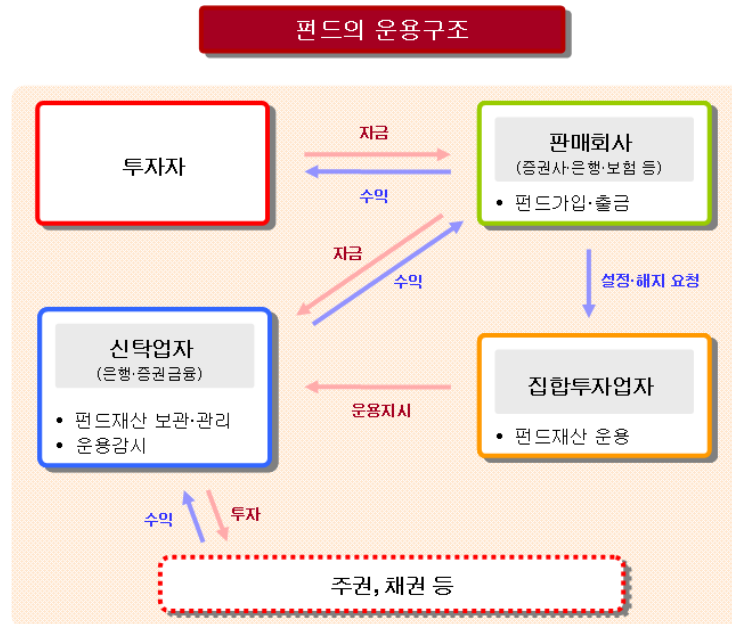 펀드의 운용구조
투자자
자금
수익
판매회사
(증권사·은행·보험 등)
• 펀드가입·출금
자금
수익
설정·해지 요청
신탁업자
(은행·증권금융)
• 펀드재산 보관·관리
• 운용감시
운용지시
집합투자업자
• 펀드재산 운용
수익
투자
주권, 채권 등